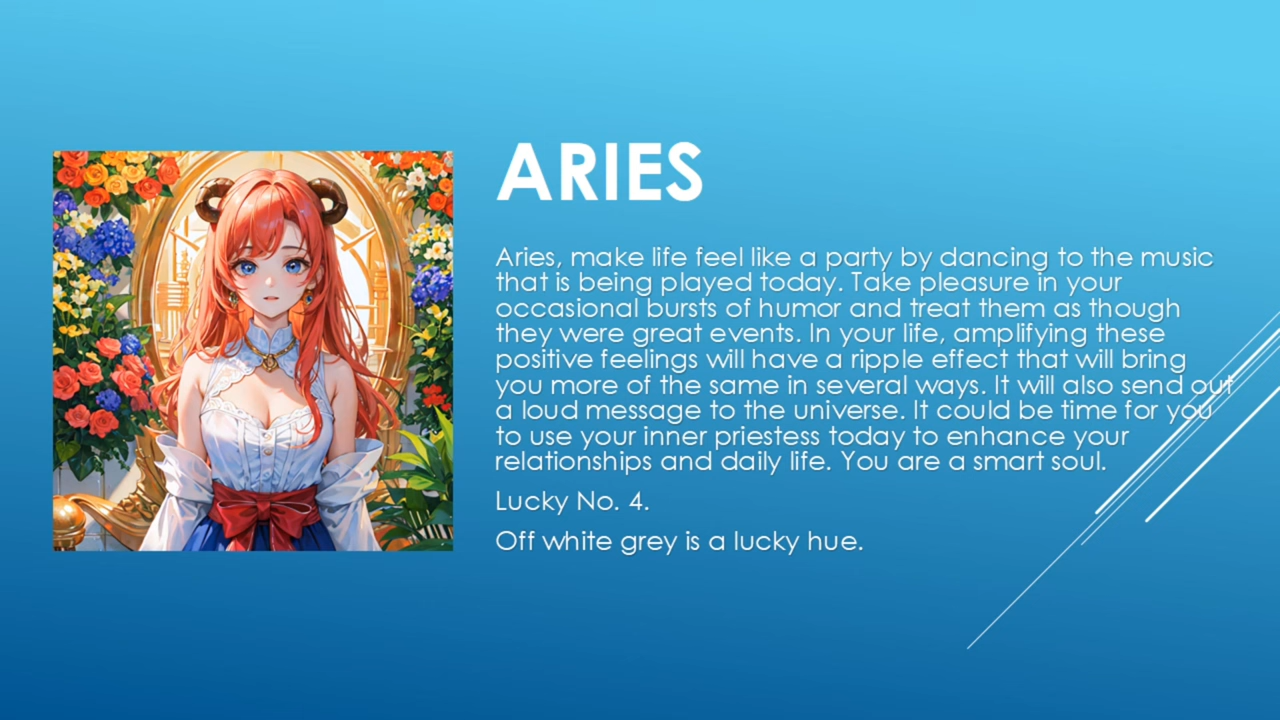 ARIES
Aries, make life feel like a party by dancing to the music
that is being played today. Take pleasure in your
occasional bursts of humor and treat them as though
they were great events. In your life, amplifying these
positive feelings will have a ripple effect that will bring
you more of the same in several ways. It will also send out
a loud message to the universe. It could be time for you
to use your inner priestess today to enhance your
relationships and daily life. You are a smart soul.
Lucky No. 4.
Off white grey is a lucky hue.